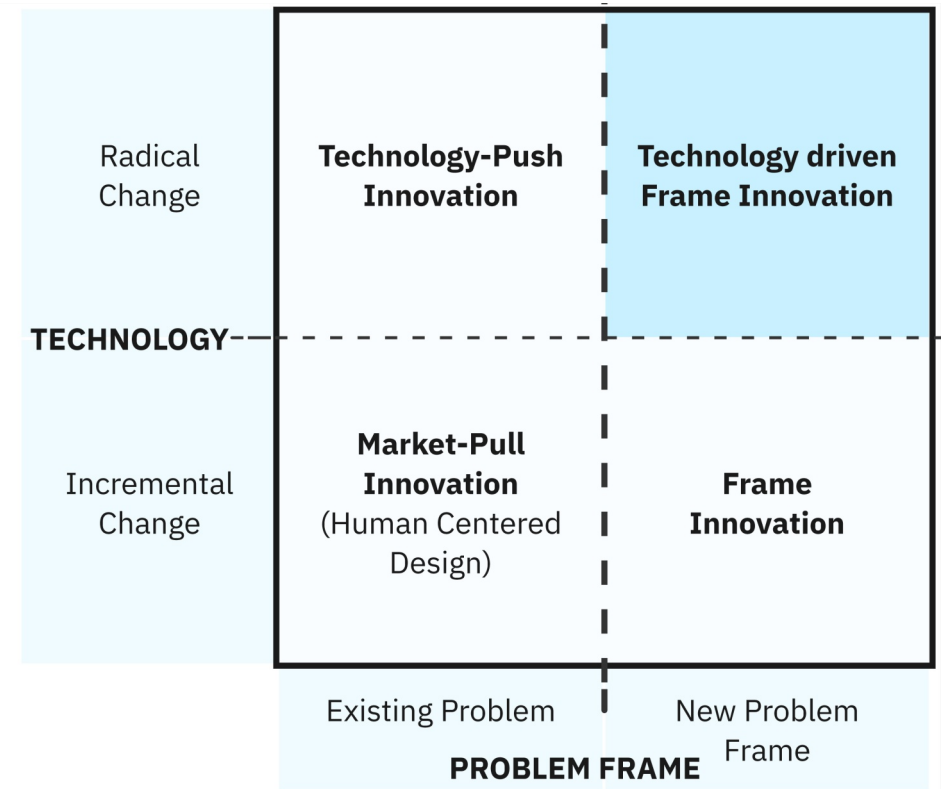 Radical
Change
Technology-Push
Innovation
Technology driven
Frame Innovation
TECHNOLOGY
Incremental
Change
Market-Pull
Innovation
(Human Centered
Design)
Frame
Innovation
Existing Problem
New Problem
Frame
PROBLEM FRAME